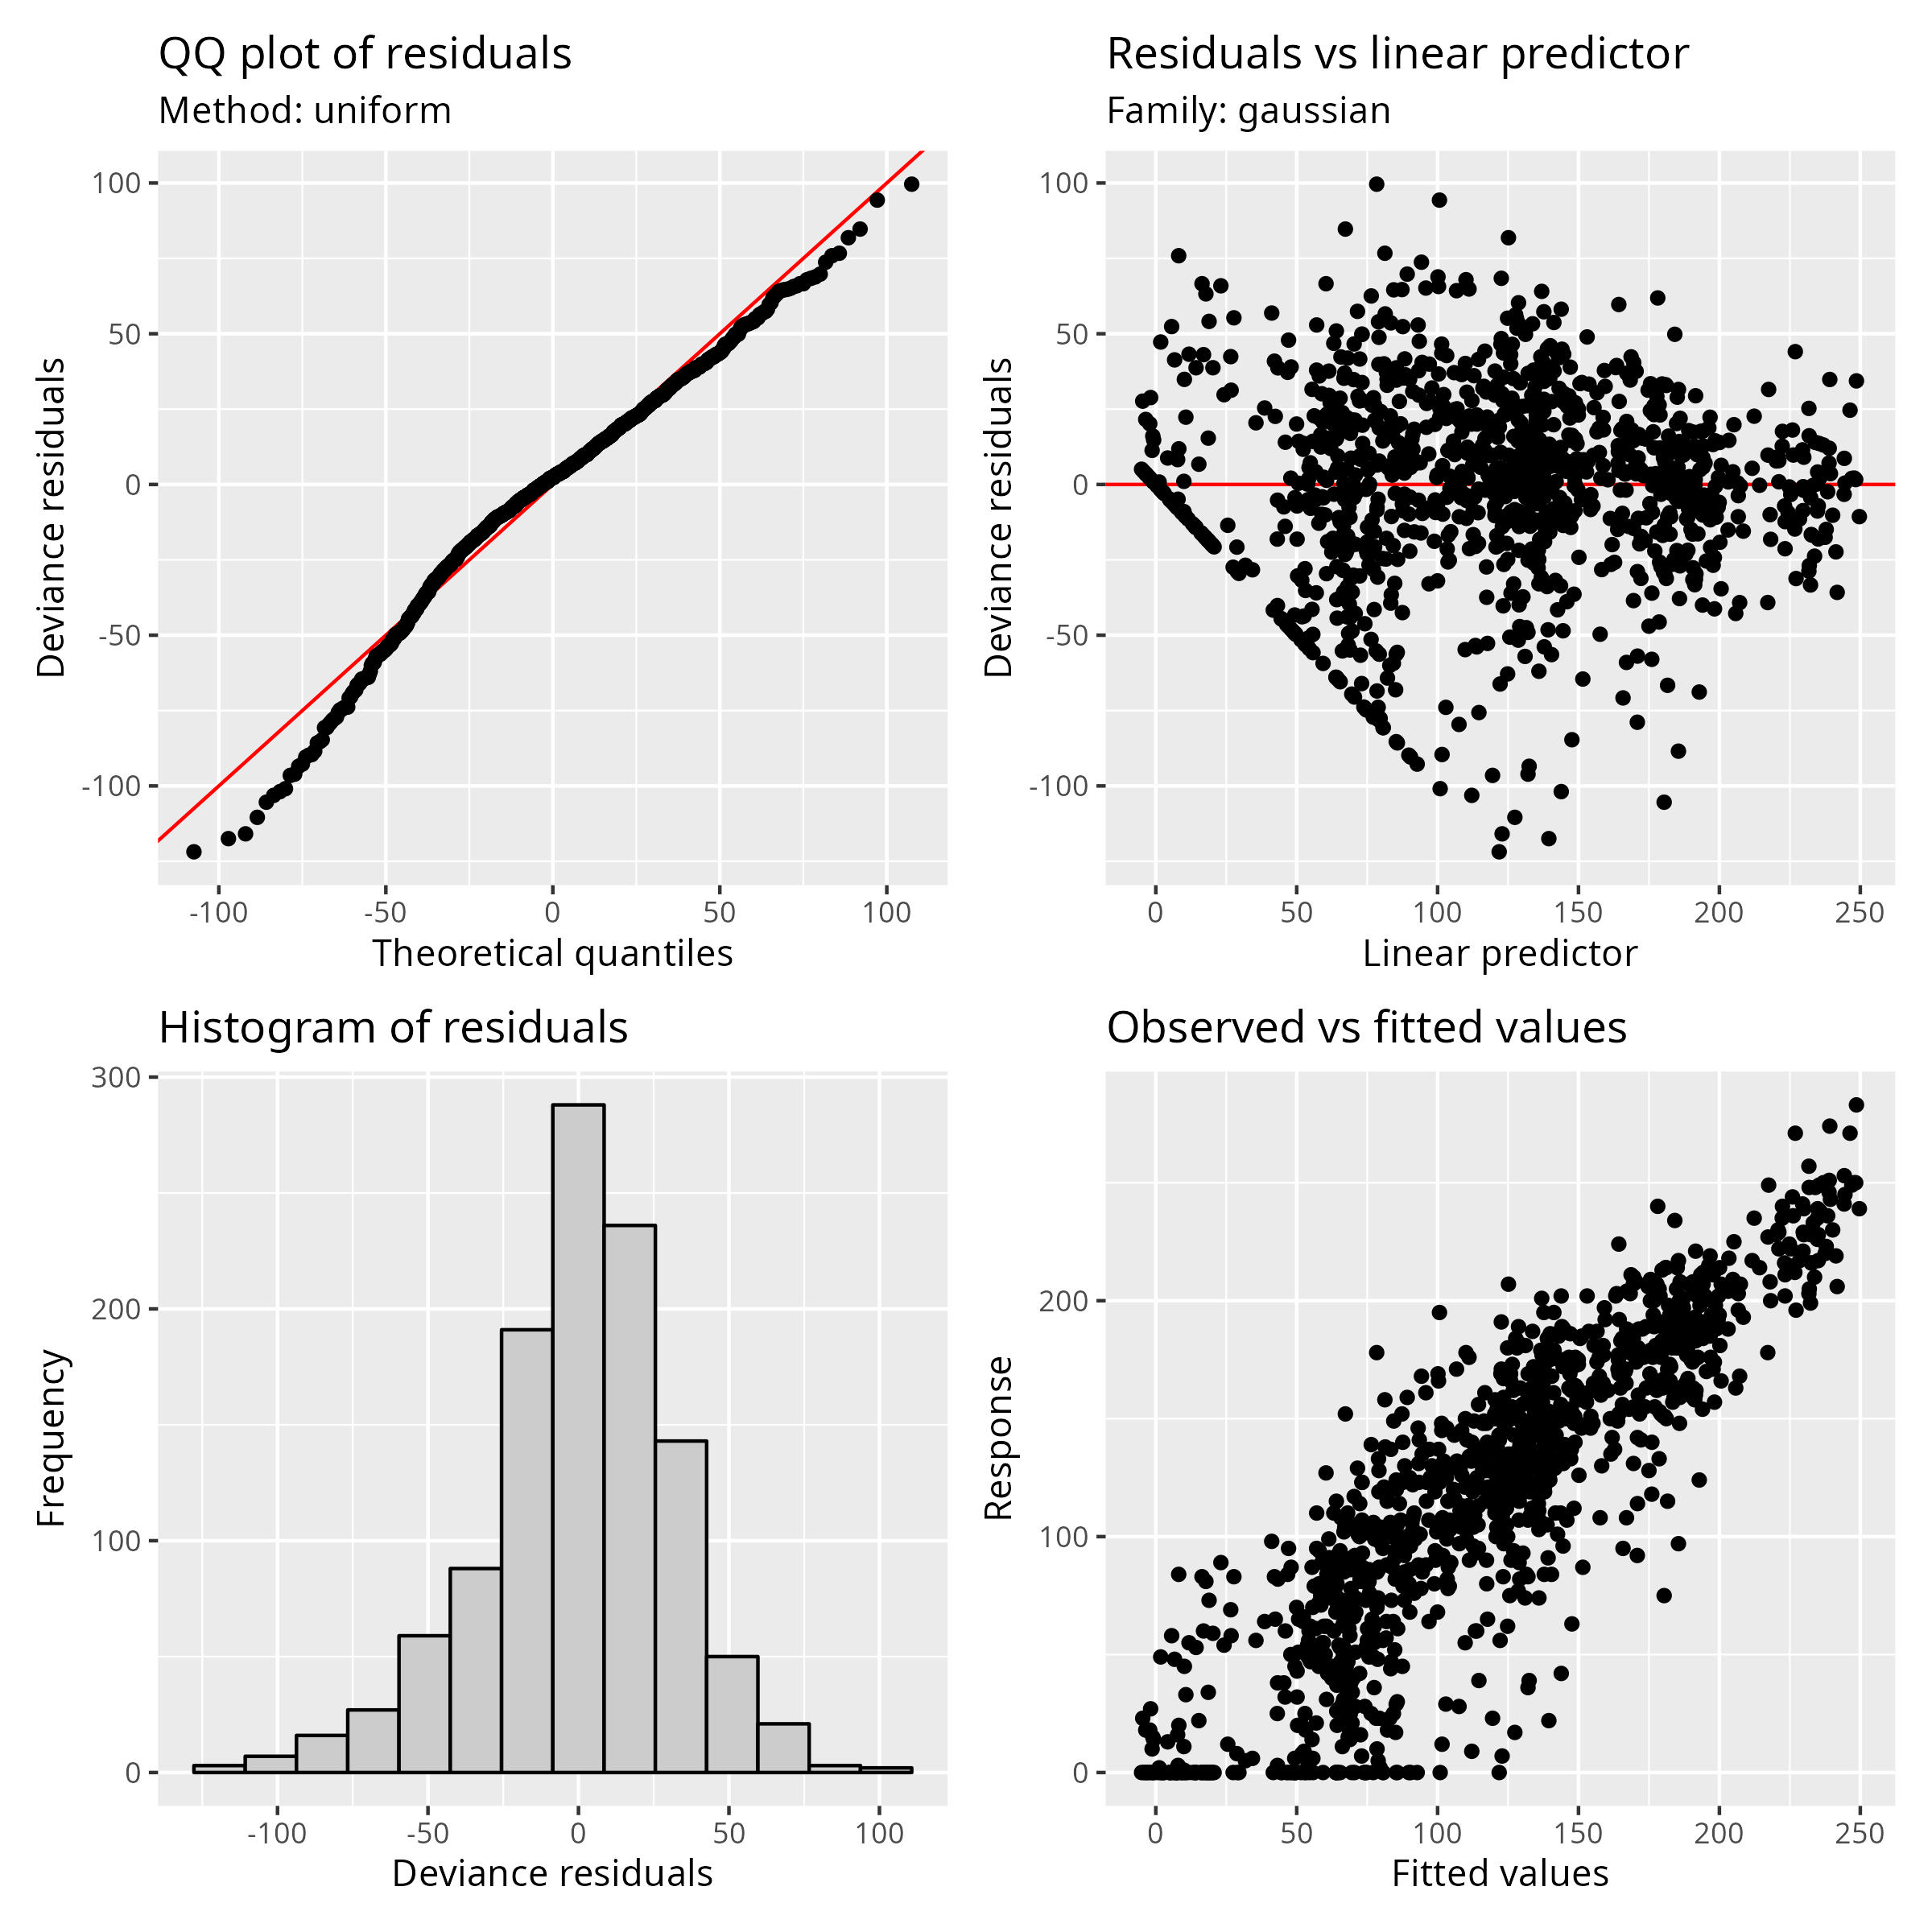 QQ plot of residuals
Method: uniform
100
50
0
-50
-100
Deviance residuals
-100 -50 0 50 100
Theoretical quantiles
Residuals vs linear predictor
Family: gaussian
100
50
0
-50
-100
Deviance residuals
0 50 100 150 200 250
Linear predictor
Histogram of residuals
300
200
100
0
Frequency
-100 -50 0 50 100
Deviance residuals
Observed vs fitted values
200
100
0
Response
0 50 100 150 200 250
Fitted values